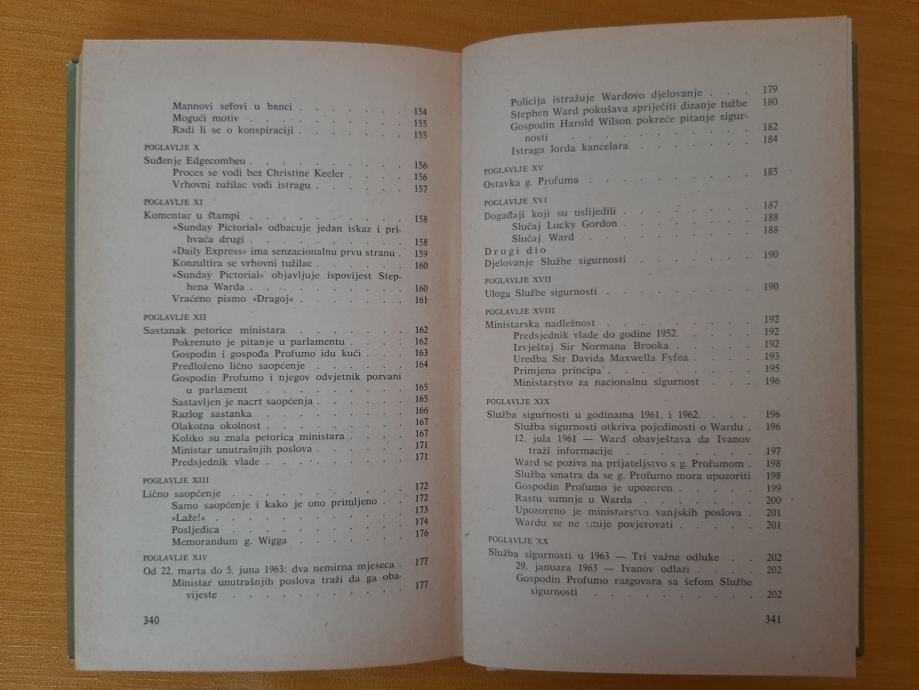 Mannovi sefovi u banci . . . . . . . 154
Mogući motiv . . . . . . . . . 155
Radi li se o konspiraciji . . . . . . . 155
POGLAVLJE X
Suđenje Edgecombeu . . . . . . . . . 156
Proces se vodi bez Christine Keeler . . . . 156
Vrhovni tužilac vodi istragu . . . . . . 157
POGLAVLJE XI
Komentar u štampi . . . . . . . . . 158
»Sunday Pictorial« odbacuje jedan iskaz i pri-
hvaća drugi . . . . . . . . . 158
»Daily Express« ima senzacionalnu prvu stranu . 159
Konzultira se vrhovni tužilac . . . . . . 160
»Sunday Pictorial« objavljuje ispovijest Step-
hena Warda . . . . . . . . . 160
Vraćeno pismo »Dragoj« . . . . . . . 161
POGLAVLJE XII
Sastanak petorice ministara . . . . . . . 162
Pokrenuto je pitanje u parlamentu . . . . 162
Gospodin i gospođa Profumo idu kući . . . 163
Predloženo lično saopćenje . . . . . . 164
Gospodin Profumo i njegov odvjetnik pozvani
u parlament . . . . . . . . . 165
Sastavljen je nacrt saopćenja . . . . . . 165
Razlog sastanka . . . . . . . . . 166
Olakotna okolnost . . . . . . . . 167
Koliko su znala petorica ministara . . . . 167
Ministar unutrašnjih poslova . . . . . . 171
Predsjednik vlade . . . . . . . . 171
POGLAVLJE XIII
Lično saopćenje . . . . . . . . . . 172
Samo saopćenje i kako je ono primljeno . . 172
»Laže!« . . . . . . . . . . 173
Posljedica . . . . . . . . . . 174
Memorandum g. Wigga . . . . . . . 176
POGLAVLJE XIV
Od 22. marta do 5. juna 1963: dva nemirna mjeseca . 177
Ministar unutrašnjih poslova traži da ga oba-
vijeste . . . . . . . . . . 177
340
Policija istražuje Wardovo djelovanje . . . 179
Stephen Ward pokušava spriječiti dizanje tužbe 180
Gospodin Harold Wilson pokreće pitanje sigur-
nosti . . . . . . . . . . 182
Istraga lorda kancelara . . . . . . . 184
POGLAVLJE XV
Ostavka g. Profuma . . . . . . . . . 185
POGLAVLJE XVI
Događaji koji su uslijedili . . . . . . . 187
Slučaj Lucky Gordon . . . . . . . 188
Slučaj Ward . . . . . . . . . 188
Drugi dio
Djelovanje Službe sigurnosti . . . . . . . 190
POGLAVLJE XVII
Uloga Službe sigurnosti . . . . . . . . 190
POGLAVLJE XVIII
Ministarska nadležnost . . . . . . . . 192
Predsjednik vlade do godine 1952. . . . . 192
Izvještaj Sir Normana Brooka . . . . . 192
Uredba Sir Davida Maxwella Fyfea . . . . 193
Primjena principa . . . . . . . . 195
Ministarstvo za nacionalnu sigurnost . . . 196
POGLAVLJE XIX
Služba sigurnosti u godinama 1961. i 1962. . . . 196
Služba sigurnosti otkriva pojedinosti o Wardu . 196
12. jula 1961 — Ward obavještava da Ivanov
traži informacije . . . . . . . . 197
Ward se poziva na prijateljstvo s g. Profumom . 198
Služba smatra da se g. Profumo mora upozoriti 198
Gospodin Profumo je upozoren . . . . . 199
Rastu sumnje u Warda . . . . . . . 200
Upozoreno je ministarstvo vanjskih poslova . 201
Wardu se ne smije povjerovati . . . . . 201
POGLAVLJE XX
Služba sigurnosti u 1963 — Tri važne odluke . . 202
29. januara 1963 — Ivanov odlazi . . . . 202
Gospodin Profumo razgovara sa šefom Službe
sigurnosti . . . . . . . . . 202
341